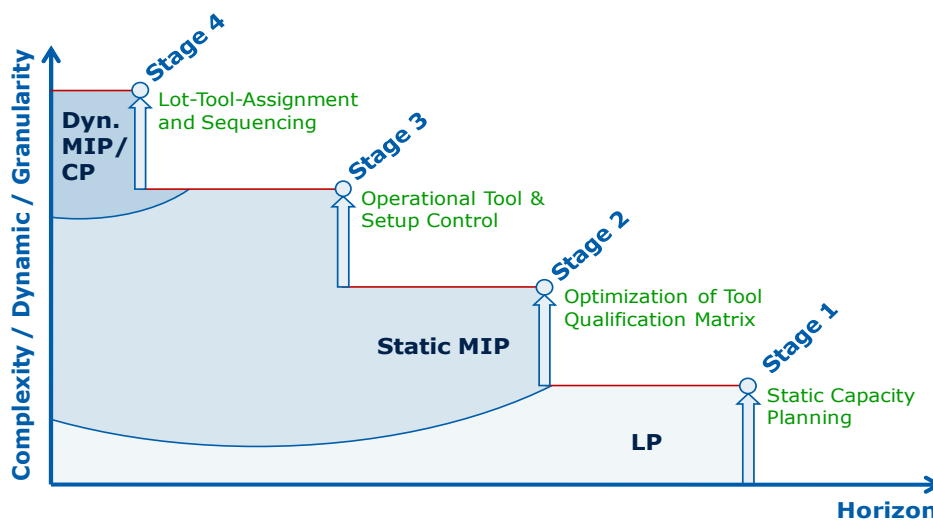 Complexity / Dynamic / Granularity
Stage 4
Lot-Tool-Assignment
and Sequencing
Dyn.
MIP/
CP
Stage 3
Operational Tool &
Setup Control
Stage 2
Optimization of Tool
Qualification Matrix
Static MIP
Stage 1
Static Capacity
Planning
LP
Horizon